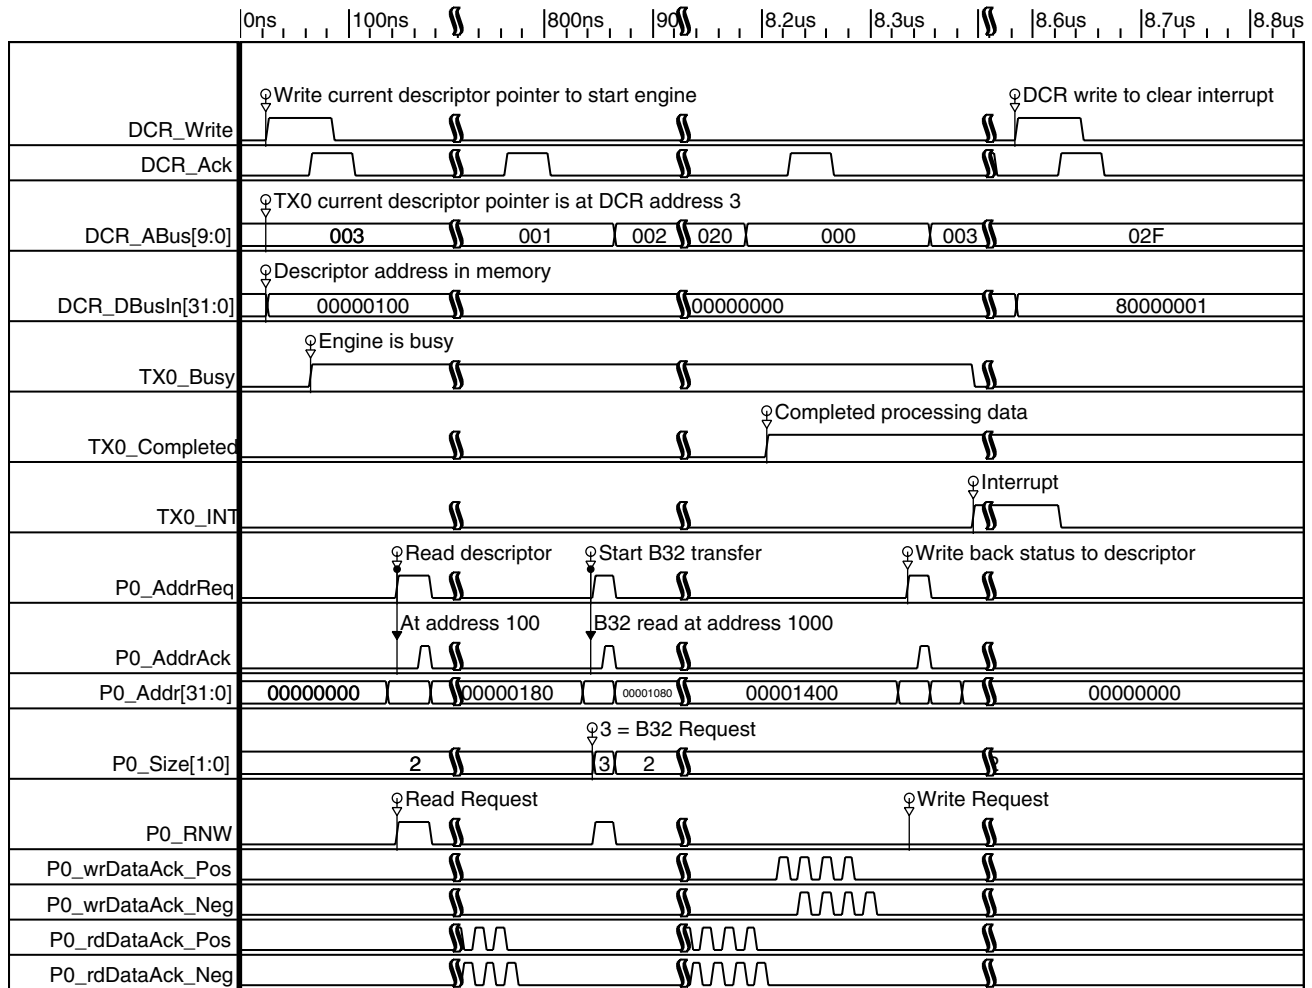 0ns 100ns 800ns 90 8.2us 8.3us 8.6us 8.7us 8.8us
Write current descriptor pointer to start engine DCR write to clear interrupt
DCR_Write
DCR_Ack
TX0 current descriptor pointer is at DCR address 3
DCR_ABus[9:0] 003 001 002 020 000 003 02F
Descriptor address in memory
DCR_DBusIn[31:0] 00000100 00000000 80000001
Engine is busy
TX0_Busy
Completed processing data
TX0_Completed
Interrupt
TX0_INT
Read descriptor Start B32 transfer Write back status to descriptor
P0_AddrReq
At address 100 B32 read at address 1000
P0_AddrAck
P0_Addr[31:0] 00000000 00000180 00001080 00001400 00000000
3 = B32 Request
P0_Size[1:0] 2 3 2 2
Read Request Write Request
P0_RNW
P0_wrDataAck_Pos
P0_wrDataAck_Neg
P0_rdDataAck_Pos
P0_rdDataAck_Neg